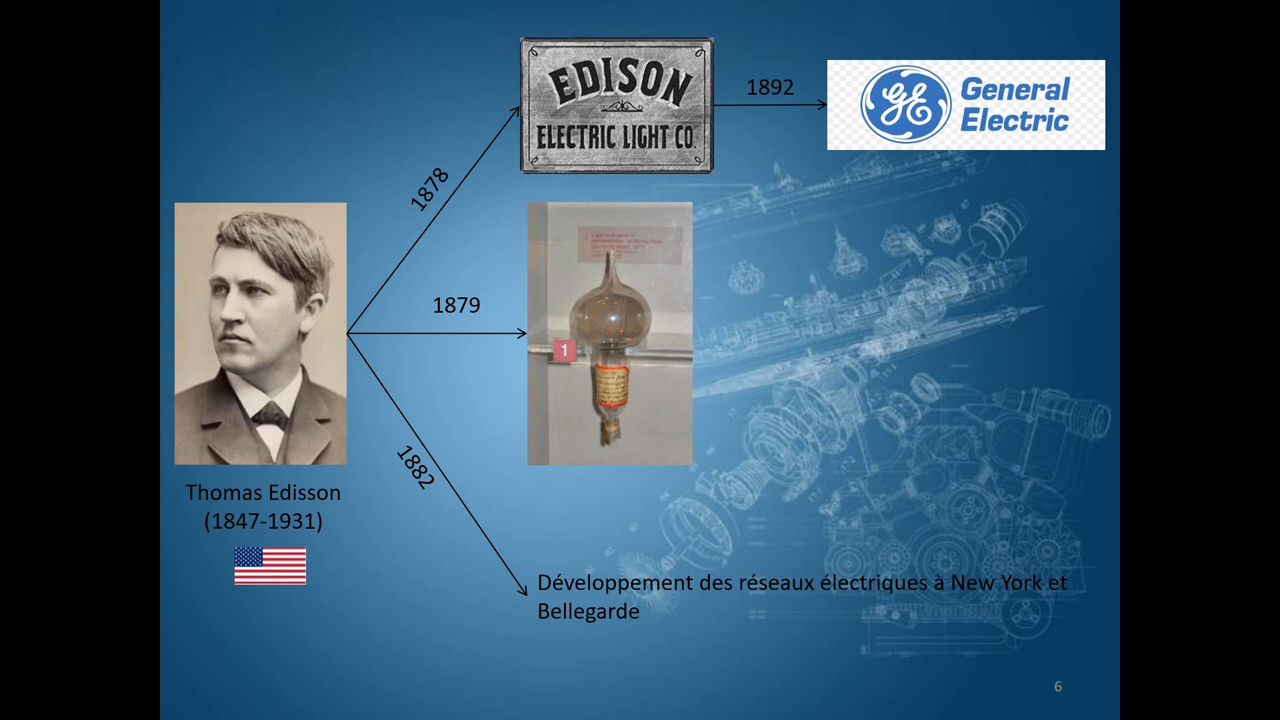 EDISON
ELECTRIC LIGHT CO.
1892
General
Electric
1878
1879
1
1882
Thomas Edisson
(1847-1931)
Développement des réseaux électriques à New York et
Bellegarde
6